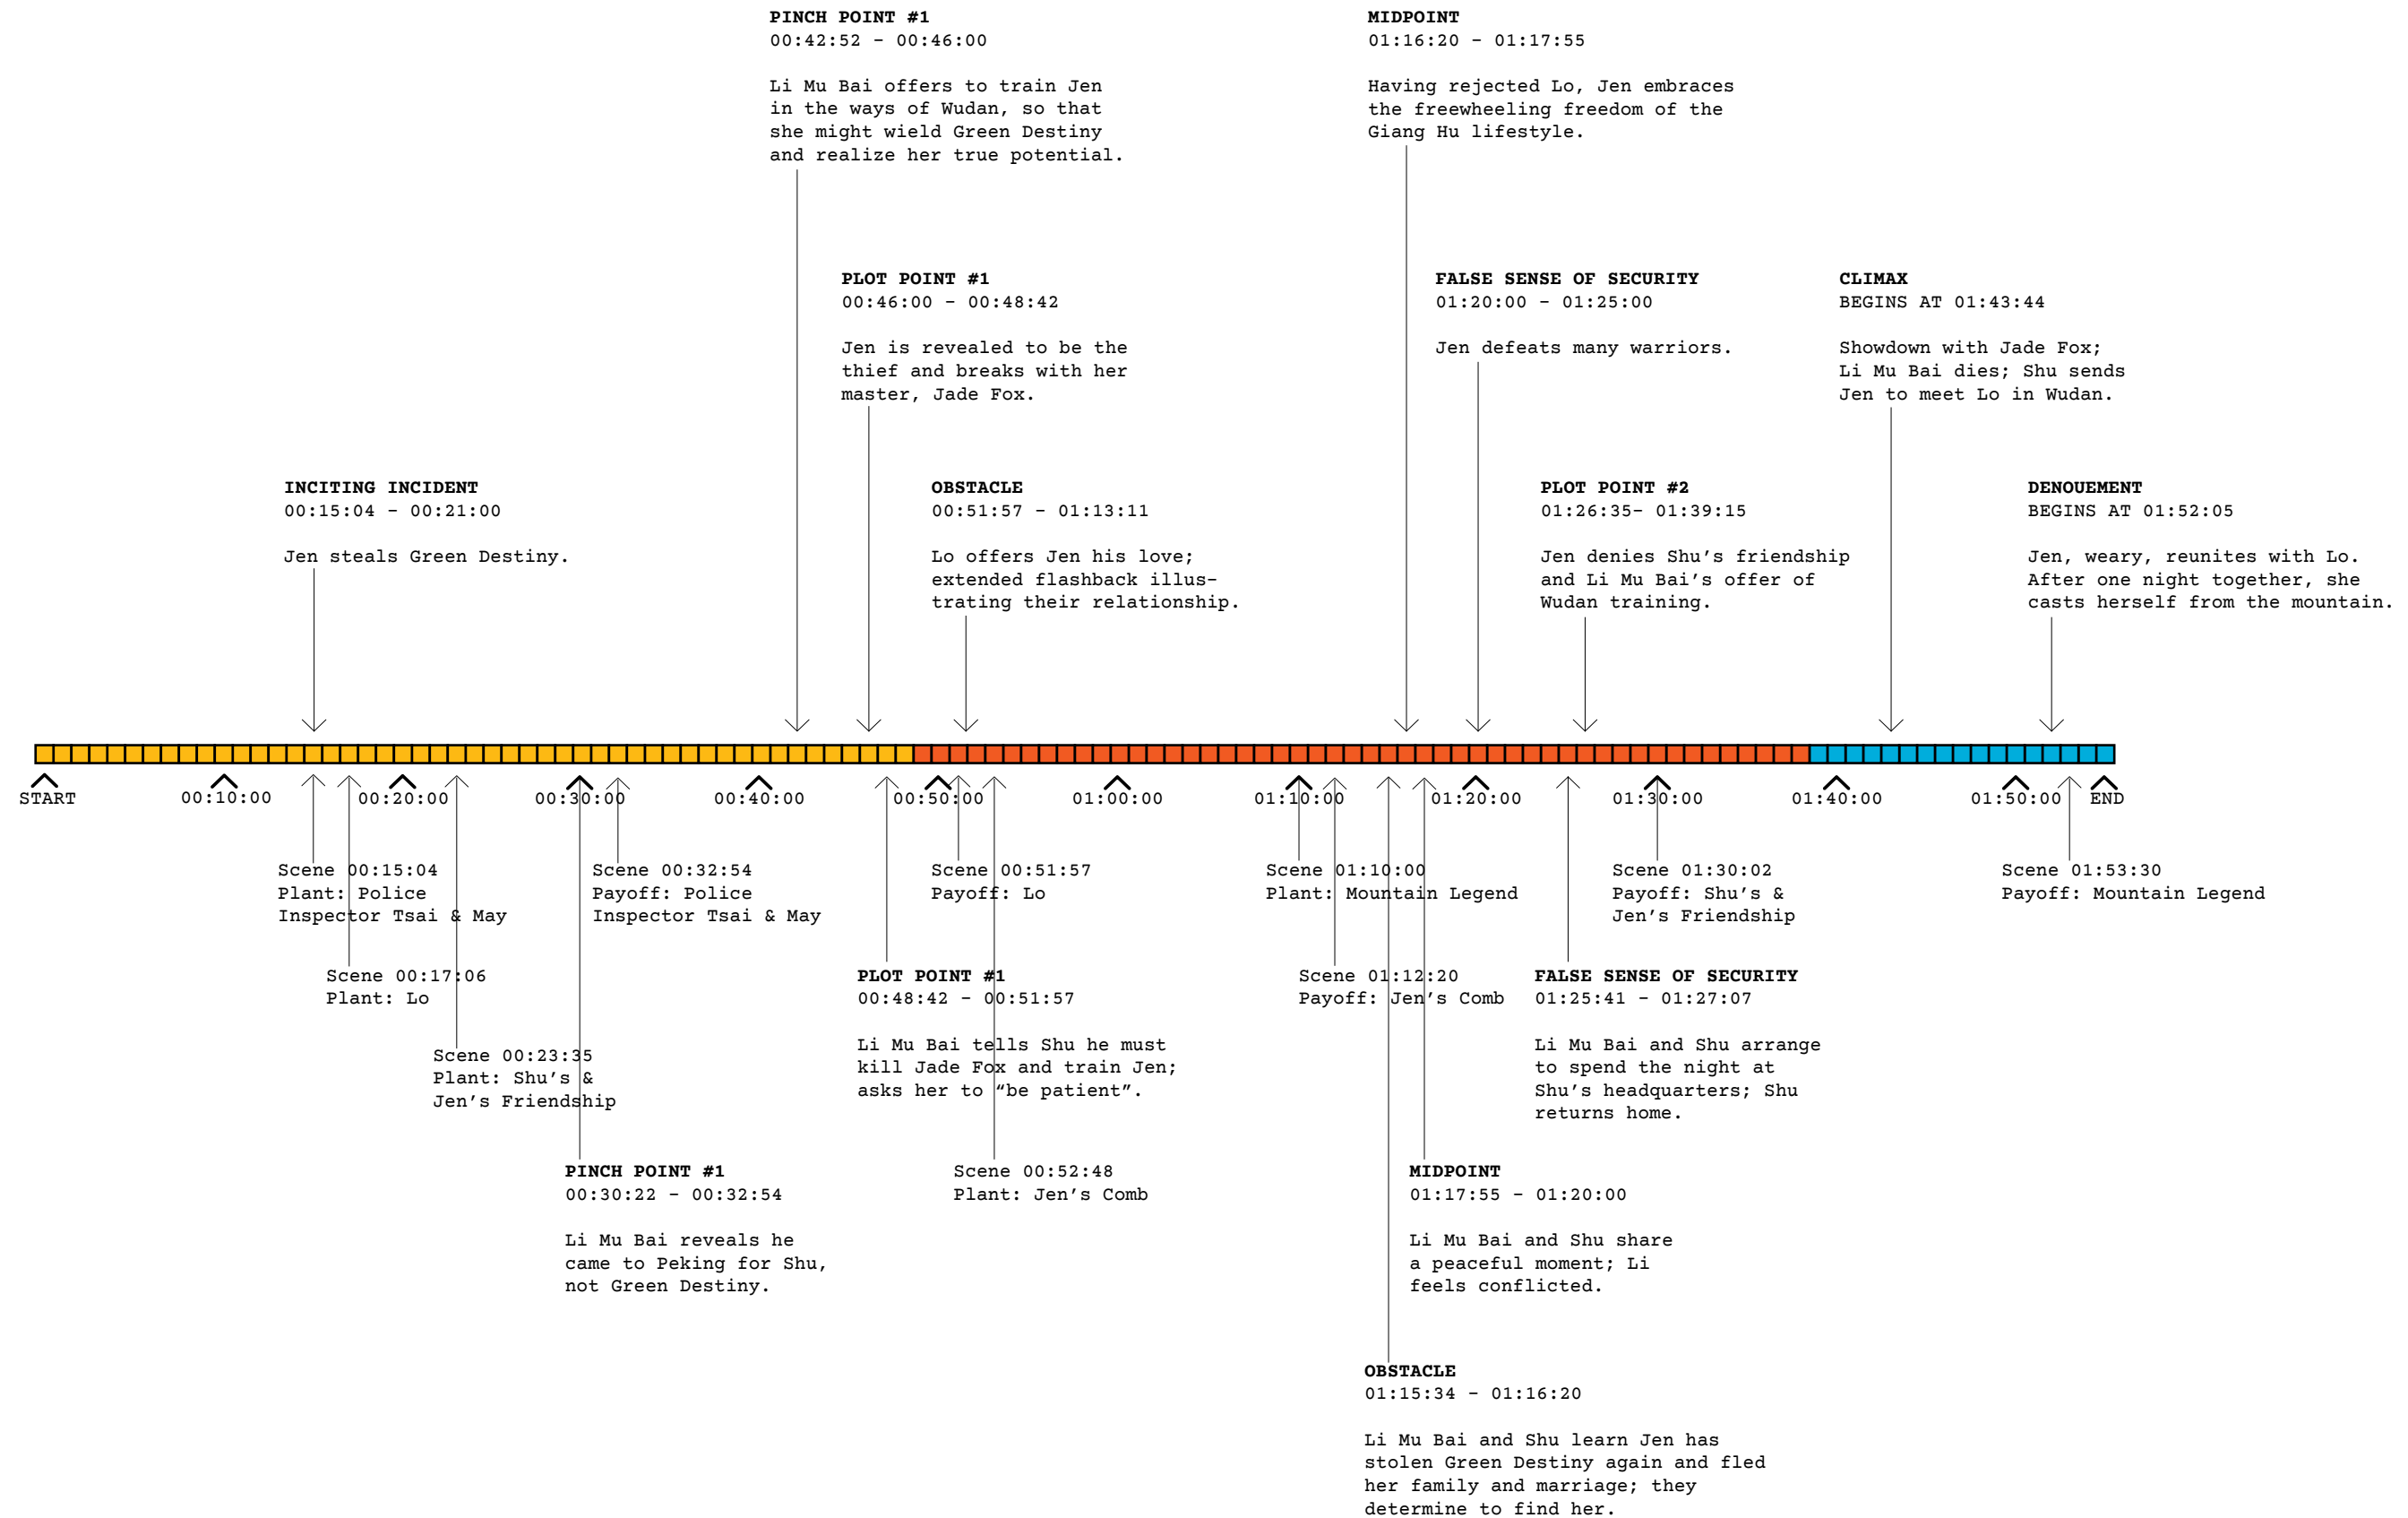 PINCH POINT #1
00:42:52 – 00:46:00
Li Mu Bai offers to train Jen
in the ways of Wudan, so that
she might wield Green Destiny
and realize her true potential.
MIDPOINT
01:16:20 – 01:17:55
Having rejected Lo, Jen embraces
the freewheeling freedom of the
Giang Hu lifestyle.
PLOT POINT #1
00:46:00 – 00:48:42
Jen is revealed to be the
thief and breaks with her
master, Jade Fox.
FALSE SENSE OF SECURITY
01:20:00 – 01:25:00
Jen defeats many warriors.
CLIMAX
BEGINS AT 01:43:44
Showdown with Jade Fox;
Li Mu Bai dies; Shu sends
Jen to meet Lo in Wudan.
INCITING INCIDENT
00:15:04 – 00:21:00
Jen steals Green Destiny.
OBSTACLE
00:51:57 – 01:13:11
Lo offers Jen his love;
extended flashback illus-
trating their relationship.
PLOT POINT #2
01:26:35– 01:39:15
Jen denies Shu’s friendship
and Li Mu Bai’s offer of
Wudan training.
DENOUEMENT
BEGINS AT 01:52:05
Jen, weary, reunites with Lo.
After one night together, she
casts herself from the mountain.
START
00:10:00
00:20:00
00:30:00
00:40:00
00:50:00
01:00:00
01:10:00
01:20:00
01:30:00
01:40:00
01:50:00
END
Scene 00:15:04
Plant: Police
Inspector Tsai & May
Scene 00:32:54
Payoff: Police
Inspector Tsai & May
Scene 00:51:57
Payoff: Lo
Scene 01:10:00
Plant: Mountain Legend
Scene 01:30:02
Payoff: Shu’s &
Jen’s Friendship
Scene 01:53:30
Payoff: Mountain Legend
Scene 00:17:06
Plant: Lo
PLOT POINT #1
00:48:42 – 00:51:57
Li Mu Bai tells Shu he must
kill Jade Fox and train Jen;
asks her to “be patient”.
Scene 01:12:20
Payoff: Jen’s Comb
FALSE SENSE OF SECURITY
01:25:41 – 01:27:07
Li Mu Bai and Shu arrange
to spend the night at
Shu’s headquarters; Shu
returns home.
Scene 00:23:35
Plant: Shu’s &
Jen’s Friendship
PINCH POINT #1
00:30:22 – 00:32:54
Li Mu Bai reveals he
came to Peking for Shu,
not Green Destiny.
Scene 00:52:48
Plant: Jen’s Comb
MIDPOINT
01:17:55 – 01:20:00
Li Mu Bai and Shu share
a peaceful moment; Li
feels conflicted.
OBSTACLE
01:15:34 – 01:16:20
Li Mu Bai and Shu learn Jen has
stolen Green Destiny again and fled
her family and marriage; they
determine to find her.